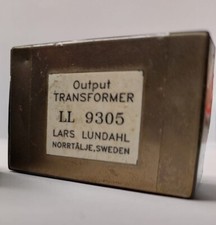 Output
TRANSFORMER
LL 9305
LARS LUNDAHL
NORRTÄLJE, SWEDEN